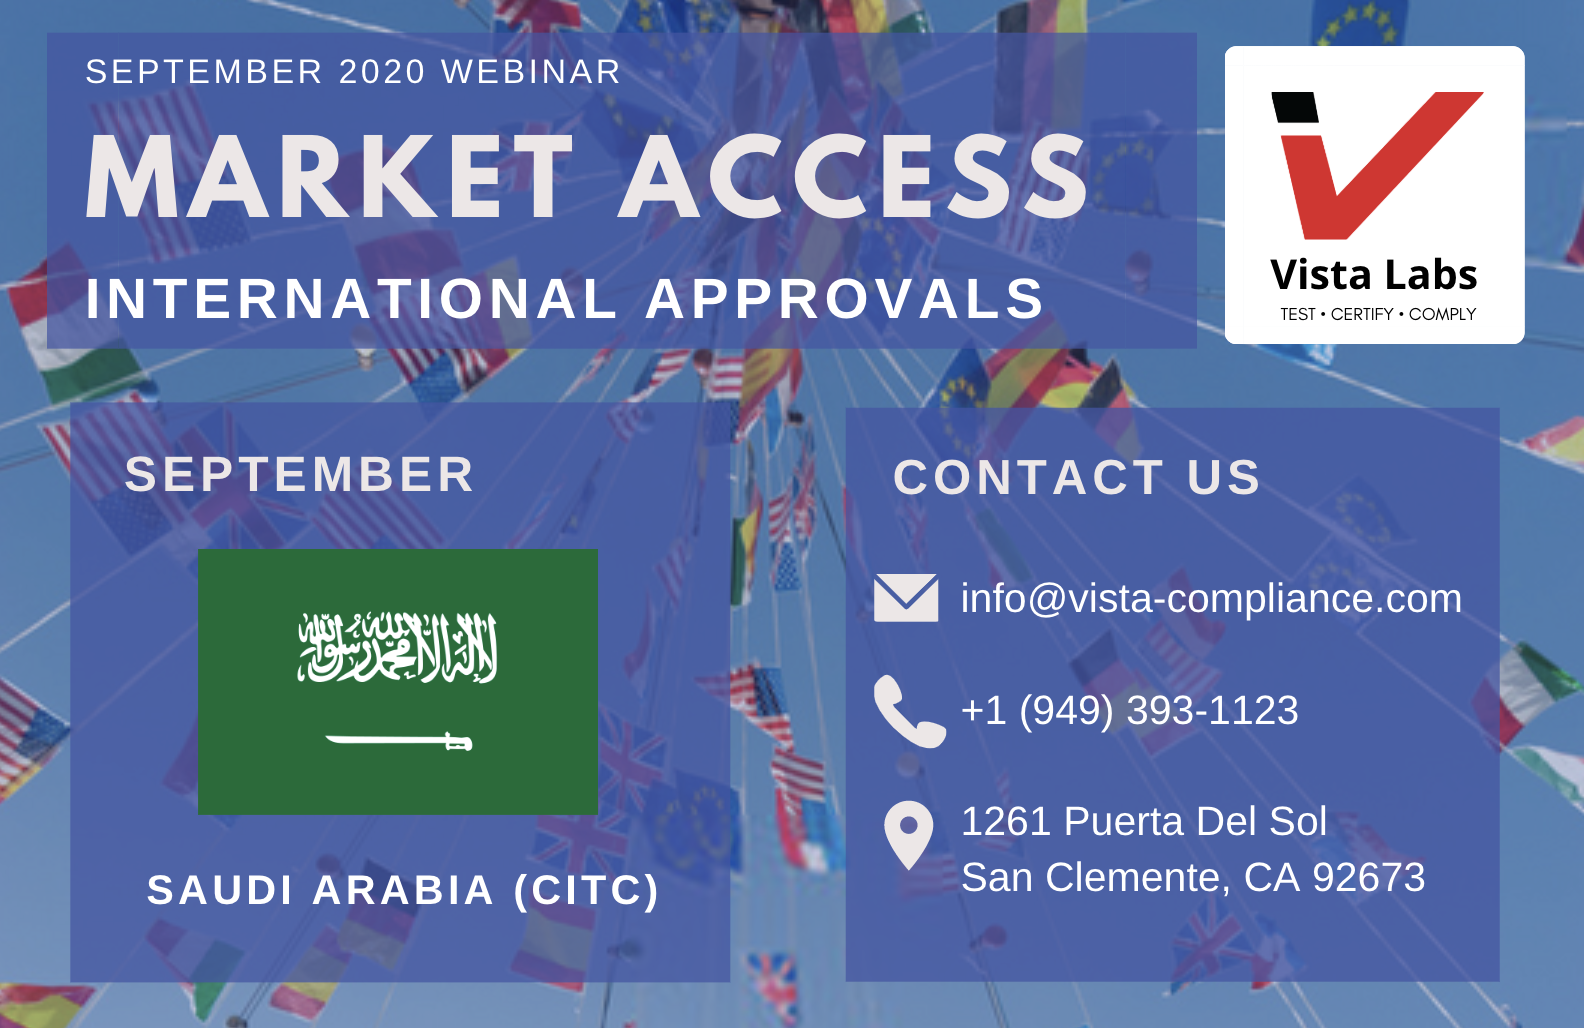 SEPTEMBER 2020 WEBINAR
MARKET ACCESS
INTERNATIONAL APPROVALS
Vista Labs
TEST • CERTIFY • COMPLY
SEPTEMBER
لا إله إلا الله محمد رسول الله
SAUDI ARABIA (CITC)
CONTACT US
info@vista-compliance.com
+1 (949) 393-1123
1261 Puerta Del Sol
San Clemente, CA 92673